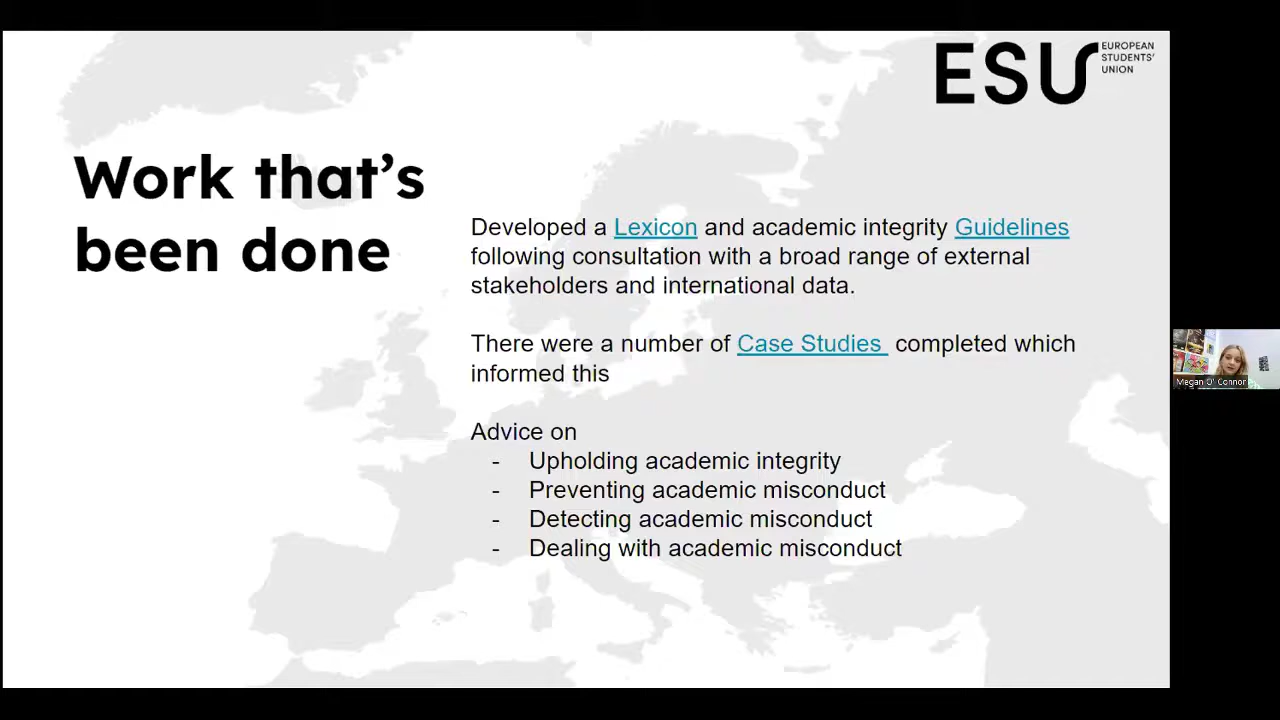 ESU EUROPEAN
STUDENTS'
UNION
Work that's
been done
Developed a Lexicon and academic integrity Guidelines
following consultation with a broad range of external
stakeholders and international data.
There were a number of Case Studies completed which
informed this
Advice on
- Upholding academic integrity
- Preventing academic misconduct
- Detecting academic misconduct
- Dealing with academic misconduct
Megan O' Connor